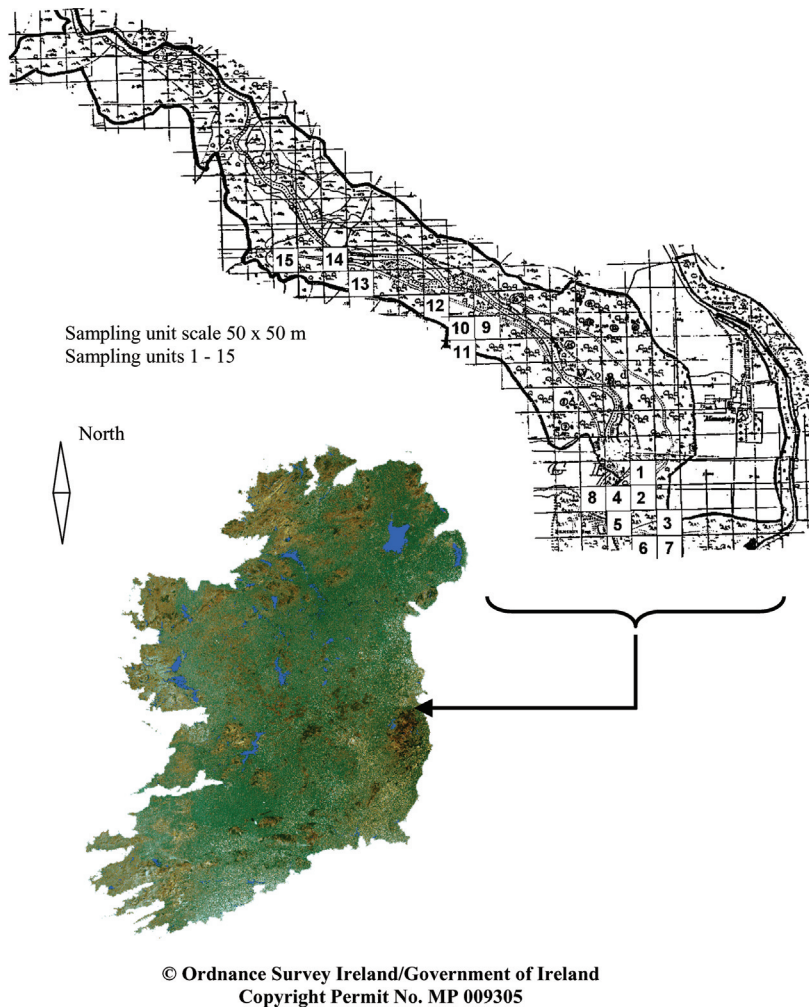 15
14
13
12
10 9
11
Sampling unit scale 50 x 50 m
Sampling units 1 - 15
North
1
8 4 2
5 3
6 7
© Ordnance Survey Ireland/Government of Ireland
Copyright Permit No. MP 009305